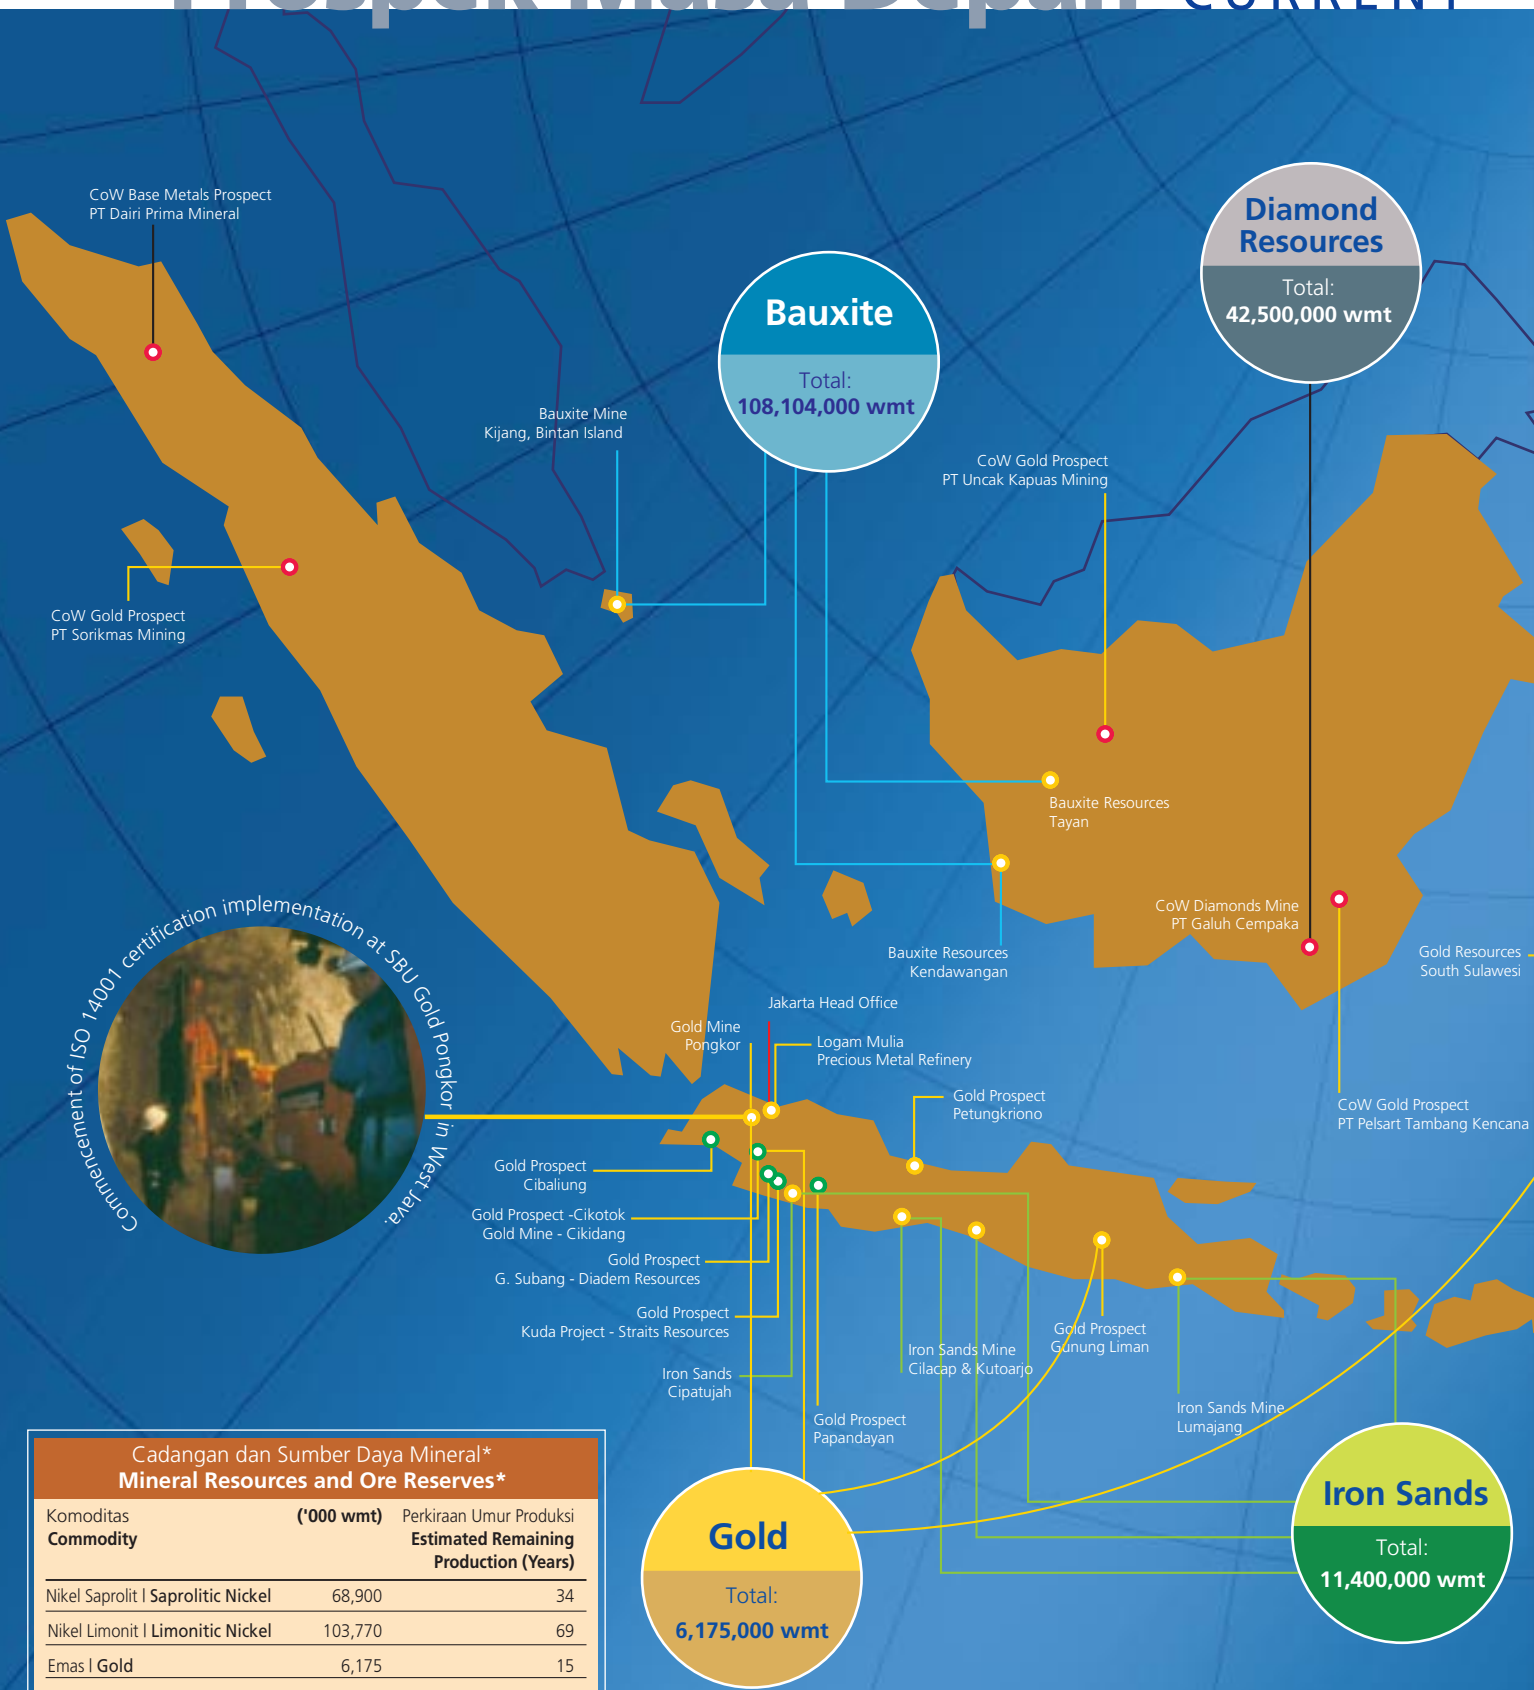 Prospek Masa Depan CURRENT
CoW Base Metals Prospect
PT Dairi Prima Mineral
Diamond
Resources
Total:
42,500,000 wmt
Bauxite
Total:
108,104,000 wmt
Bauxite Mine
Kijang, Bintan Island
CoW Gold Prospect
PT Uncak Kapuas Mining
CoW Gold Prospect
PT Sorikmas Mining
Bauxite Resources
Tayan
CoW Diamonds Mine
PT Galuh Cempaka
Bauxite Resources
Kendawangan
Gold Resources
South Sulawesi
Commencement of ISO 14001 certification implementation at SBU Gold Pongkor in West Java.
Jakarta Head Office
Gold Mine
Pongkor
Logam Mulia
Precious Metal Refinery
Gold Prospect
Petungkriono
CoW Gold Prospect
PT Pelsart Tambang Kencana
Gold Prospect
Cibaliung
Gold Prospect -Cikotok
Gold Mine - Cikidang
Gold Prospect
G. Subang - Diadem Resources
Gold Prospect
Kuda Project - Straits Resources
Iron Sands
Cipatujah
Iron Sands Mine
Cilacap & Kutoarjo
Gold Prospect
Gunung Liman
Gold Prospect
Papandayan
Iron Sands Mine
Lumajang
Iron Sands
Total:
11,400,000 wmt
Gold
Total:
6,175,000 wmt
Cadangan dan Sumber Daya Mineral*
Mineral Resources and Ore Reserves*
Komoditas ('000 wmt) Perkiraan Umur Produksi
Commodity Estimated Remaining
Production (Years)
Nikel Saprolit | Saprolitic Nickel 68,900 34
Nikel Limonit | Limonitic Nickel 103,770 69
Emas | Gold 6,175 15